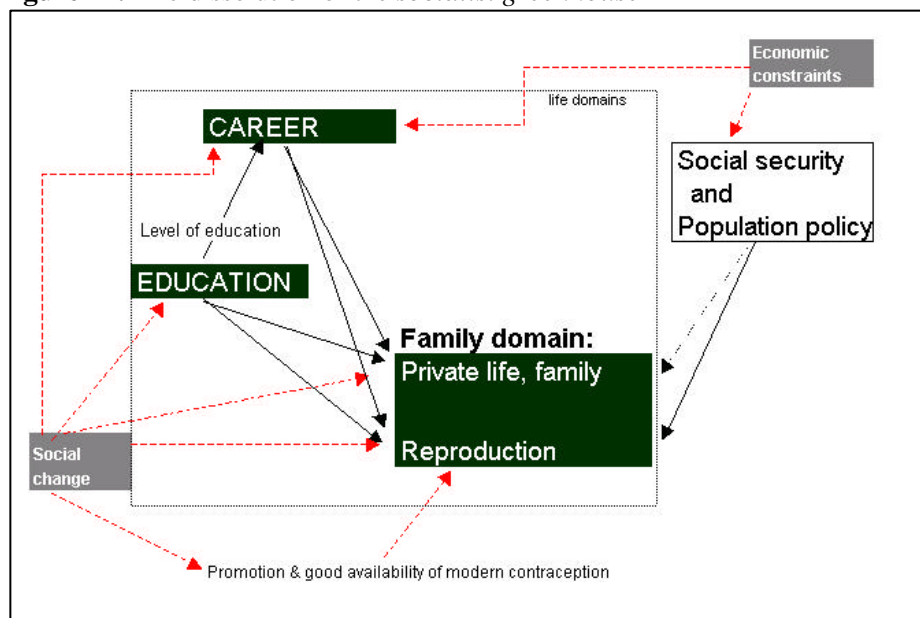 Economic
constraints
life domains
CAREER
Social security
and
Population policy
Level of education
EDUCATION
Family domain:
Private life, family
Reproduction
Social
change
Promotion & good availability of modern contraception